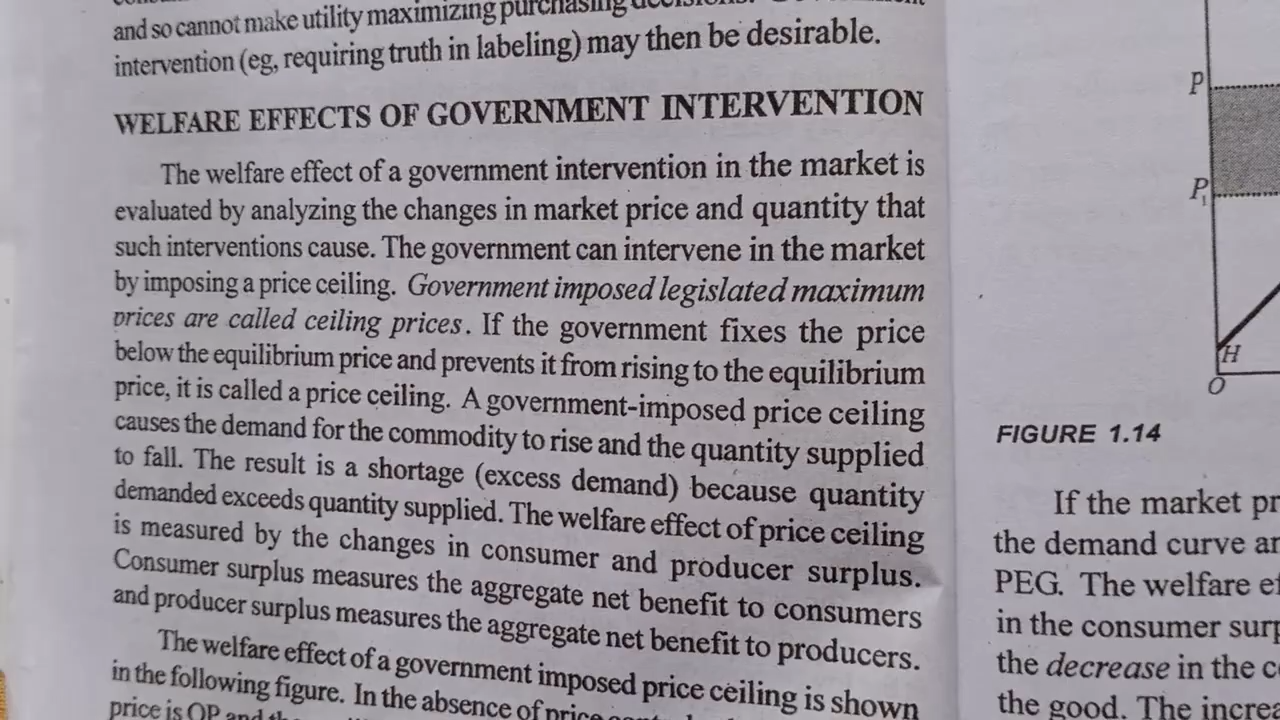 and so cannot make utility maximizing purchasing
intervention (eg, requiring truth in labeling) may then be desirable.
WELFARE EFFECTS OF GOVERNMENT INTERVENTION
The welfare effect of a government intervention in the market is
evaluated by analyzing the changes in market price and quantity that
such interventions cause. The government can intervene in the market
by imposing a price ceiling. Government imposed legislated maximum
prices are called ceiling prices. If the government fixes the price
below the equilibrium price and prevents it from rising to the equilibrium
price, it is called a price ceiling. A government-imposed price ceiling
causes the demand for the commodity to rise and the quantity supplied
to fall. The result is a shortage (excess demand) because quantity
demanded exceeds quantity supplied. The welfare effect of price ceiling
is measured by the changes in consumer and producer surplus.
Consumer surplus measures the aggregate net benefit to consumers
and producer surplus measures the aggregate net benefit to producers.
The welfare effect of a government imposed price ceiling is shown
in the following figure. In the absence of price
price is OP and
P
P₁
H
O
FIGURE 1.14
If the market pr
the demand curve ar
PEG. The welfare ef
in the consumer surp
the decrease in the c
the good. The increa